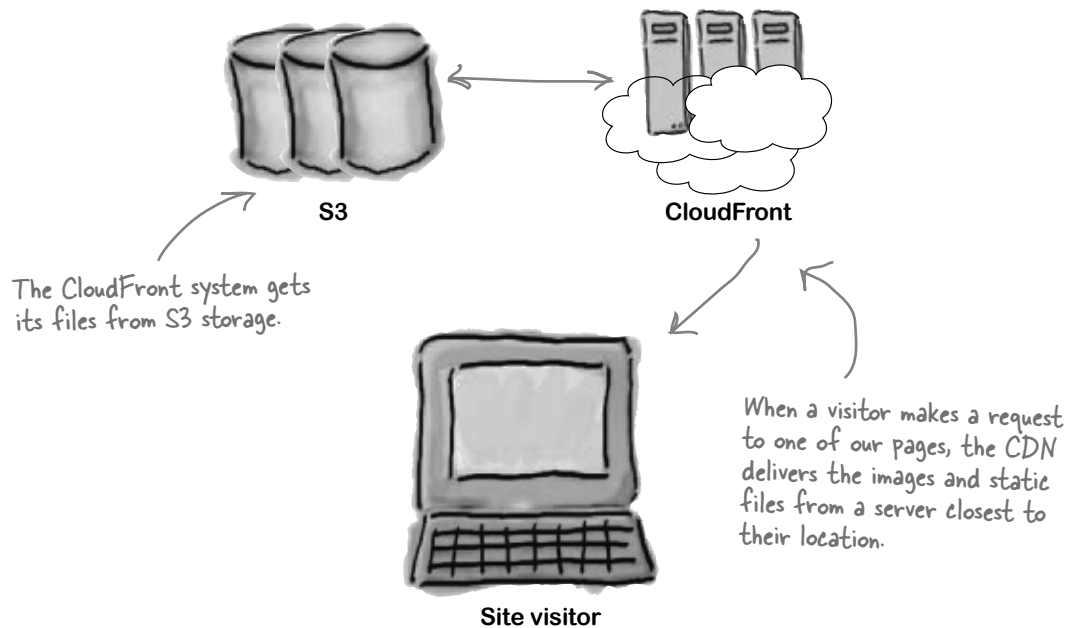 S3
CloudFront
The CloudFront system gets
its files from S3 storage.
When a visitor makes a request
to one of our pages, the CDN
delivers the images and static
files from a server closest to
their location.
Site visitor